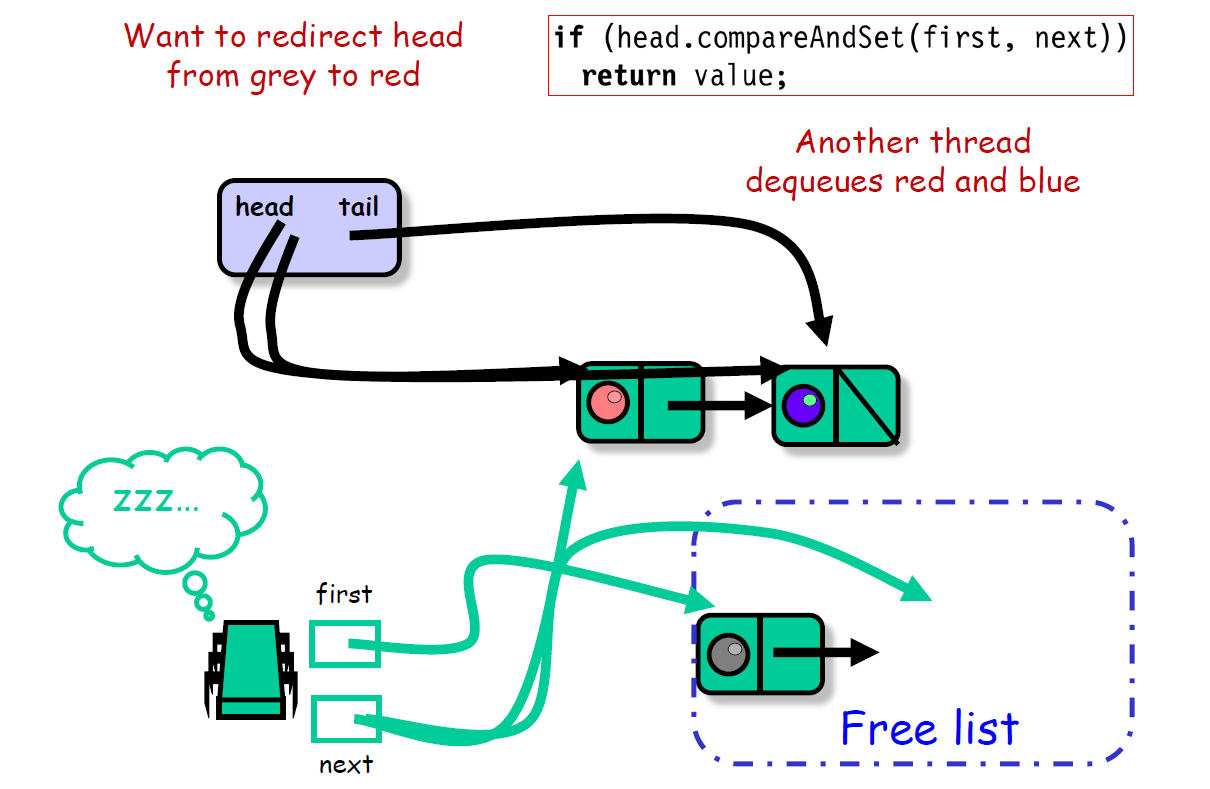 Want to redirect head
from grey to red
if (head.compareAndSet(first, next))
return value;
Another thread
dequeues red and blue
head tail
zzz...
first
next
Free list